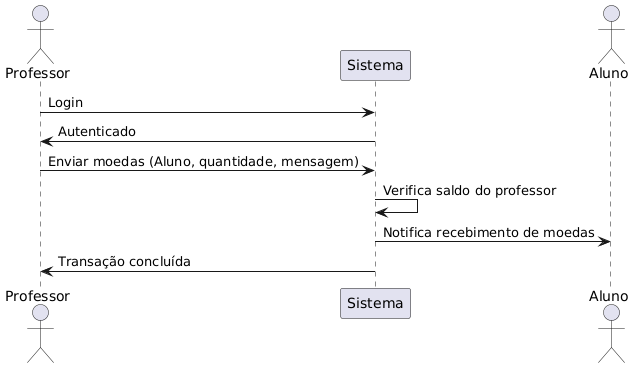 Professor
Sistema
Aluno
Login
Autenticado
Enviar moedas (Aluno, quantidade, mensagem)
Verifica saldo do professor
Notifica recebimento de moedas
Transação concluída
Professor
Sistema
Aluno